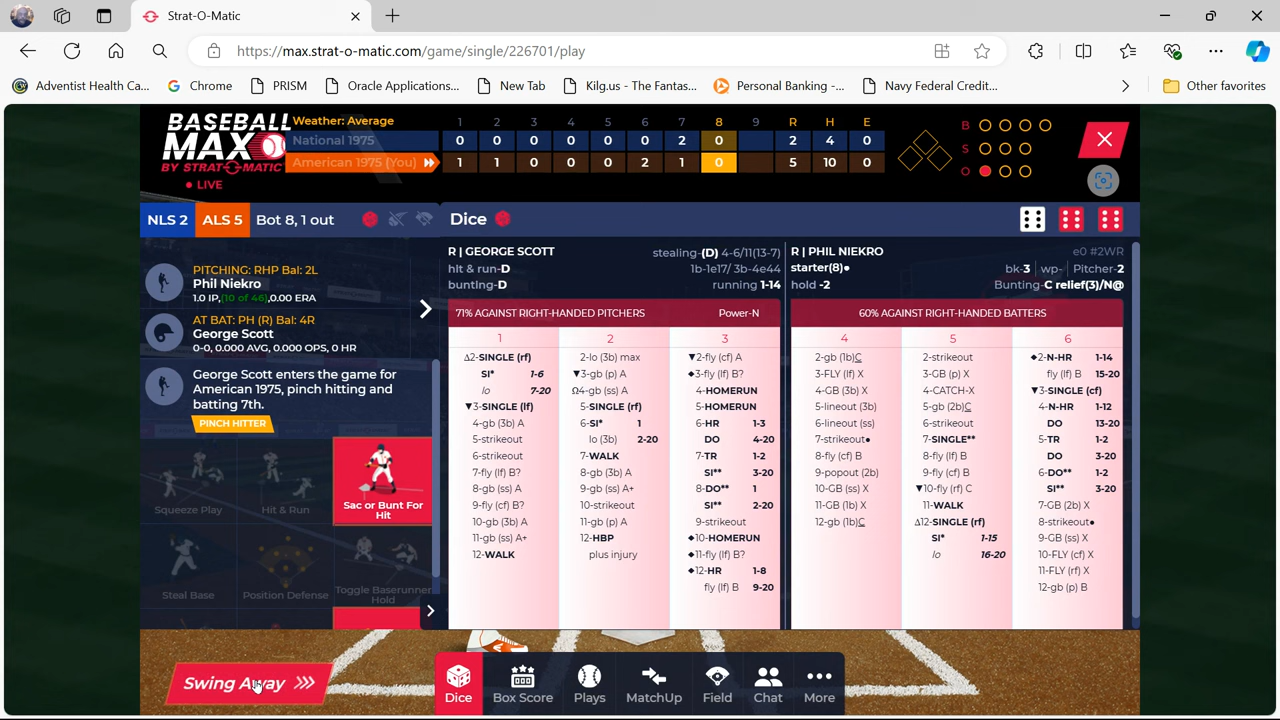 Strat-O-Matic
https://max.strat-o-matic.com/game/single/226701/play
Adventist Health Ca...
Chrome
PRISM
Oracle Applications...
New Tab
Kilg.us - The Fantas...
Personal Banking -...
Navy Federal Credit...
Other favorites
BASEBALL MAX
BY STRAT-O-MATIC
LIVE
Weather: Average
1 2 3 4 5 6 7 8 9 R H E
National 1975 0 0 0 0 0 0 2 0 2 4 0
American 1975 (You) 1 1 0 0 0 2 1 0 5 10 0
B
S
O
NLS 2 ALS 5 Bot 8, 1 out
PITCHING: RHP Bal: 2L
Phil Niekro
1.0 IP,(10 of 46),0.00 ERA
AT BAT: PH (R) Bal: 4R
George Scott
0-0, 0.000 AVG, 0.000 OPS, 0 HR
George Scott enters the game for
American 1975, pinch hitting and
batting 7th.
PINCH HITTER
Squeeze Play
Hit & Run
Sac or Bunt For
Hit
Steal Base
Position Defense
Toggle Baserunner
Hold
Swing Away
Dice
R | GEORGE SCOTT stealing-(D) 4-6/11(13-7)
hit & run-D 1b-1e17/ 3b-4e44
bunting-D running 1-14
71% AGAINST RIGHT-HANDED PITCHERS Power-N
1
Δ2-SINGLE (rf)
SI* 1-6
lo 7-20
▼3-SINGLE (lf)
4-gb (3b) A
5-strikeout
6-strikeout
7-fly (lf) B?
8-gb (ss) A
9-fly (cf) B?
10-gb (3b) A
11-gb (ss) A+
12-WALK
2
2-lo (3b) max
▼3-gb (p) A
Ω4-gb (ss) A
5-SINGLE (rf)
6-SI* 1
lo (3b) 2-20
7-WALK
8-gb (3b) A
9-gb (ss) A+
10-strikeout
11-gb (p) A
12-HBP
plus injury
3
▼2-fly (cf) A
◆3-fly (lf) B?
4-HOMERUN
5-HOMERUN
6-HR 1-3
DO 4-20
7-TR 1-2
SI** 3-20
8-DO** 1
SI** 2-20
9-strikeout
◆10-HOMERUN
◆11-fly (lf) B?
◆12-HR 1-8
fly (lf) B 9-20
R | PHIL NIEKRO e0 #2WR
starter(8)● bk-3 | wp- | Pitcher-2
hold -2 Bunting-C relief(3)/N@
60% AGAINST RIGHT-HANDED BATTERS
4
2-gb (1b)C
3-FLY (lf) X
4-GB (3b) X
5-lineout (3b)
6-lineout (ss)
7-strikeout●
8-fly (cf) B
9-popout (2b)
10-GB (ss) X
11-GB (1b) X
12-gb (1b)C
5
2-strikeout
3-GB (p) X
4-CATCH-X
5-gb (2b)C
6-strikeout
7-SINGLE**
8-fly (lf) B
9-fly (cf) B
▼10-fly (rf) C
11-WALK
Δ12-SINGLE (rf)
SI* 1-15
lo 16-20
6
◆2-N-HR 1-14
fly (lf) B 15-20
▼3-SINGLE (cf)
4-N-HR 1-12
DO 13-20
5-TR 1-2
DO 3-20
6-DO** 1-2
SI** 3-20
7-GB (2b) X
8-strikeout●
9-GB (ss) X
10-FLY (cf) X
11-FLY (rf) X
12-gb (p) B
Dice
Box Score
Plays
MatchUp
Field
Chat
More